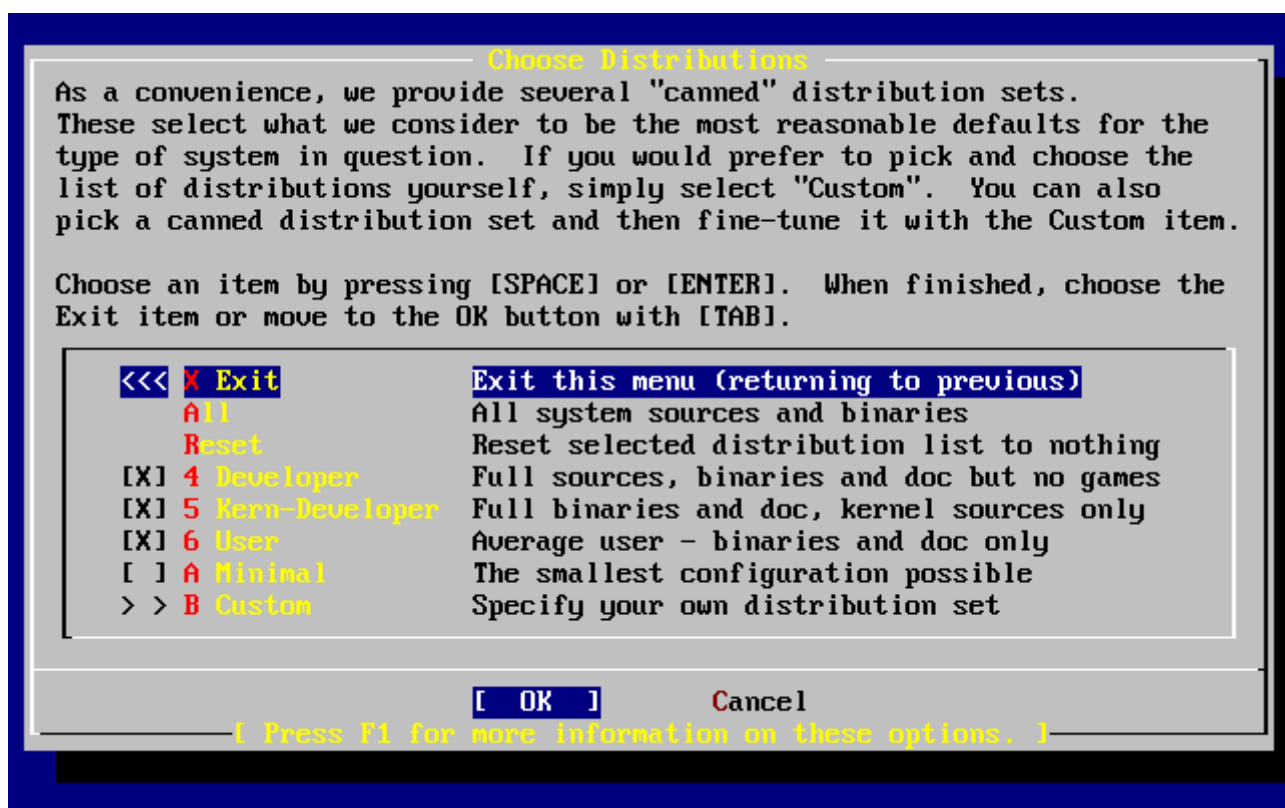 Choose Distributions
As a convenience, we provide several "canned" distribution sets.
These select what we consider to be the most reasonable defaults for the
type of system in question.  If you would prefer to pick and choose the
list of distributions yourself, simply select "Custom".  You can also
pick a canned distribution set and then fine-tune it with the Custom item.
Choose an item by pressing [SPACE] or [ENTER].  When finished, choose the
Exit item or move to the OK button with [TAB].
<<< X Exit            Exit this menu (returning to previous)
    All               All system sources and binaries
    Reset             Reset selected distribution list to nothing
[X] 4 Developer       Full sources, binaries and doc but no games
[X] 5 Kern-Developer  Full binaries and doc, kernel sources only
[X] 6 User            Average user - binaries and doc only
[ ] A Minimal         The smallest configuration possible
> > B Custom          Specify your own distribution set
[  OK  ]       Cancel
[ Press F1 for more information on these options. ]